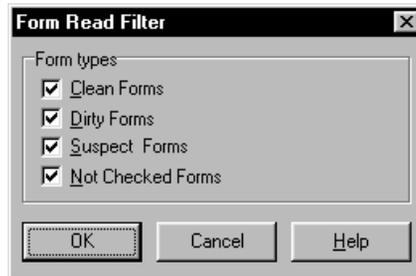 Form Read Filter
Form types
Clean Forms
Dirty Forms
Suspect Forms
Not Checked Forms
OK Cancel Help